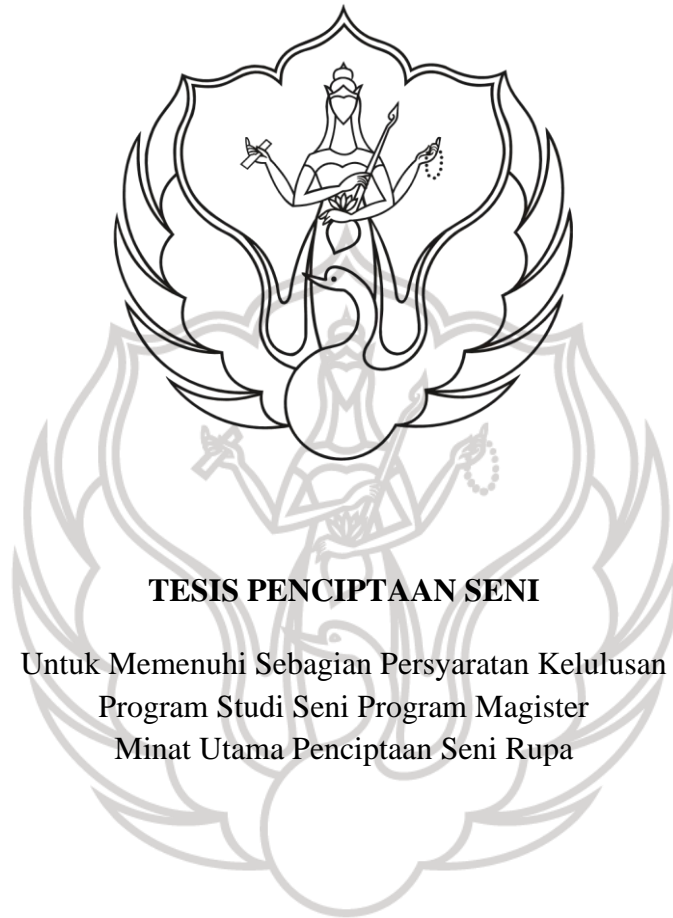 TESIS PENCIPTAAN SENI
Untuk Memenuhi Sebagian Persyaratan Kelulusan
Program Studi Seni Program Magister
Minat Utama Penciptaan Seni Rupa